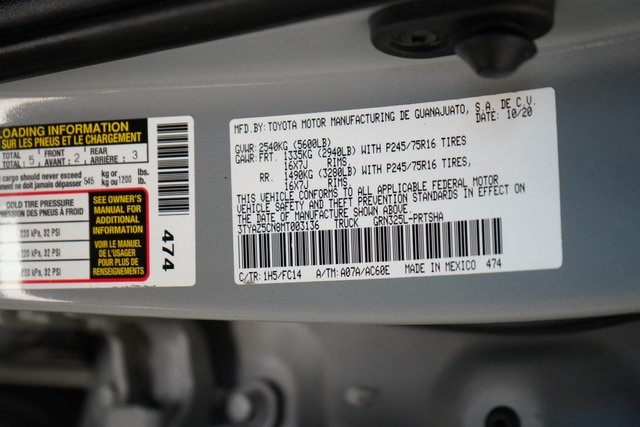 LOADING INFORMATION
SUR LES PNEUS ET LE CHARGEMENT
TOTAL : 5 FRONT AVANT : 2 REAR ARRIÈRE : 3
cargo should never exceed 545 kg or 1200 lbs.
ne doit jamais dépasser kg ou lb.
COLD TIRE PRESSURE
PRESSION DES PNEUS
220 kPa, 32 PSI
220 kPa, 32 PSI
220 kPa, 32 PSI
SEE OWNER'S
MANUAL FOR
ADDITIONAL
INFORMATION
VOIR LE MANUEL
DE L'USAGER
POUR PLUS DE
RENSEIGNEMENTS
474
MFD.BY:TOYOTA MOTOR MANUFACTURING DE GUANAJUATO, S.A. DE C.V.
DATE: 10/20
GVWR:2540KG(5600LB)
GAWR:FRT. 1335KG(2940LB)WITH P245/75R16 TIRES
16X7J RIMS
RR. 1490KG(3280LB)WITH P245/75R16 TIRES,
16X7J RIMS
THIS VEHICLE CONFORMS TO ALL APPLICABLE FEDERAL MOTOR
VEHICLE SAFETY AND THEFT PREVENTION STANDARDS IN EFFECT ON
THE DATE OF MANUFACTURE SHOWN ABOVE.
3TYAZ5CN8MT003136 TRUCK GRN325L-PRTSHA
C/TR:1H5/FC14 A/TM:A07A/AC60E MADE IN MEXICO 474